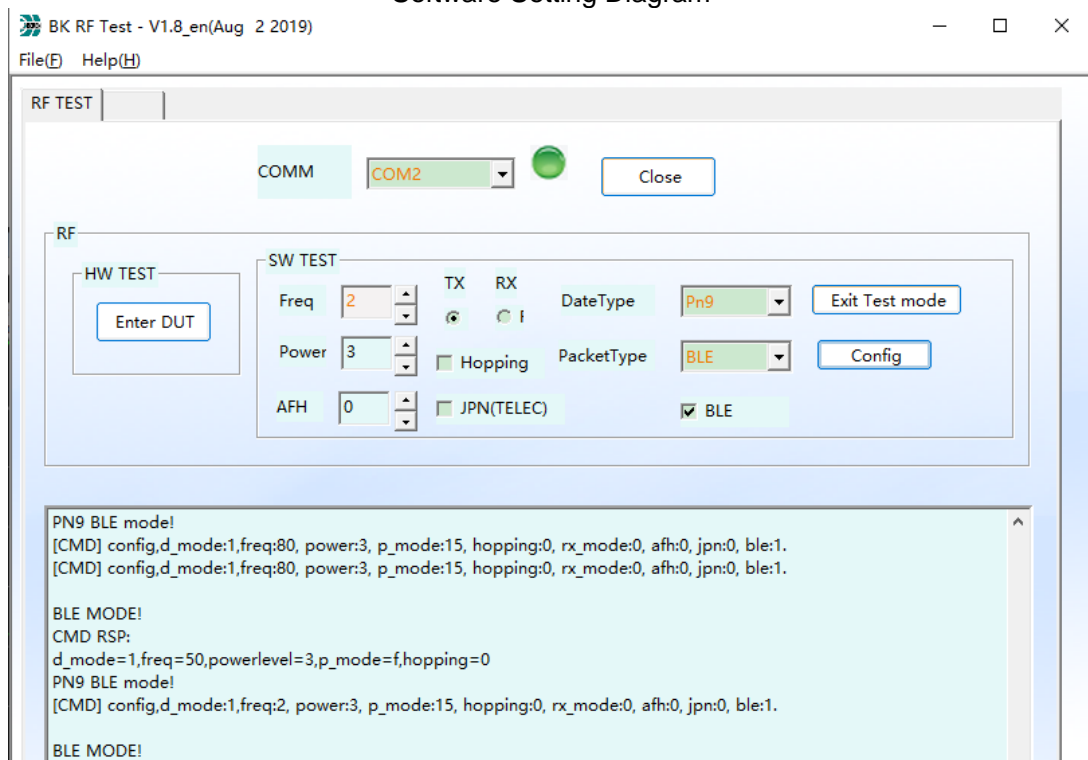 Software Setting Diagram
BK RF Test - V1.8_en(Aug 2 2019)
File(F) Help(H)
RF TEST
COMM COM2 Close
RF
HW TEST
Enter DUT
SW TEST
Freq 2 TX RX DateType Pn9 Exit Test mode
Power 3 Hopping PacketType BLE Config
AFH 0 JPN(TELEC) BLE
PN9 BLE mode!
[CMD] config,d_mode:1,freq:80, power:3, p_mode:15, hopping:0, rx_mode:0, afh:0, jpn:0, ble:1.
[CMD] config,d_mode:1,freq:80, power:3, p_mode:15, hopping:0, rx_mode:0, afh:0, jpn:0, ble:1.
BLE MODE!
CMD RSP:
d_mode=1,freq=50,powerlevel=3,p_mode=f,hopping=0
PN9 BLE mode!
[CMD] config,d_mode:1,freq:2, power:3, p_mode:15, hopping:0, rx_mode:0, afh:0, jpn:0, ble:1.
BLE MODE!